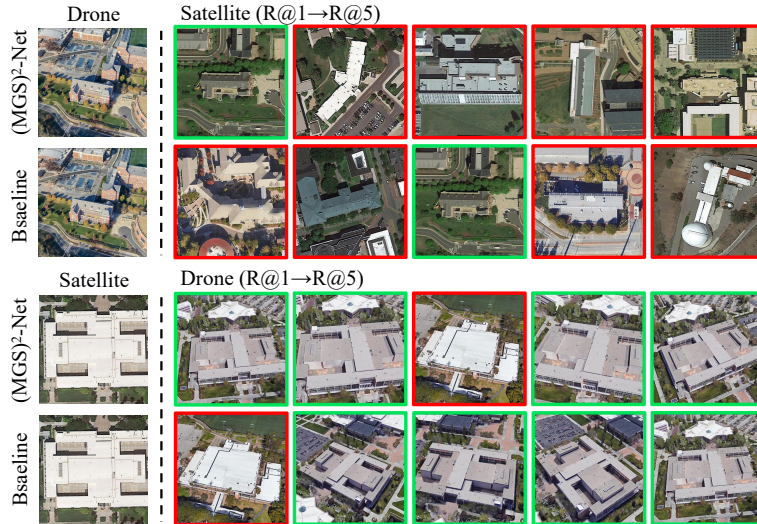 Drone
Satellite (R@1→R@5)
(MGS)²-Net
Bsaeline
Satellite
Drone (R@1→R@5)
(MGS)²-Net
Bsaeline